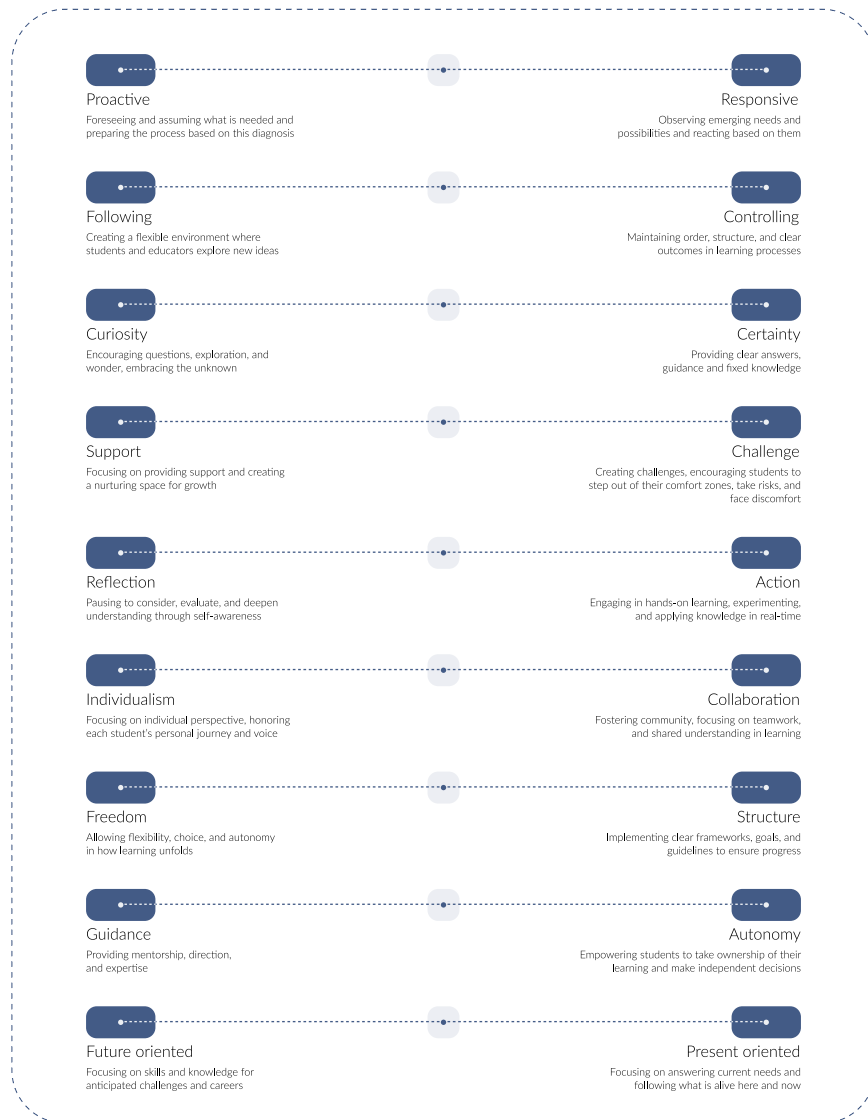 Proactive
Foreseeing and assuming what is needed and
preparing the process based on this diagnosis
Responsive
Observing emerging needs and
possibilities and reacting based on them
Following
Creating a flexible environment where
students and educators explore new ideas
Controlling
Maintaining order, structure, and clear
outcomes in learning processes
Curiosity
Encouraging questions, exploration, and
wonder, embracing the unknown
Certainty
Providing clear answers,
guidance and fixed knowledge
Support
Focusing on providing support and creating
a nurturing space for growth
Challenge
Creating challenges, encouraging students to
step out of their comfort zones, take risks, and
face discomfort
Reflection
Pausing to consider, evaluate, and deepen
understanding through self-awareness
Action
Engaging in hands-on learning, experimenting,
and applying knowledge in real-time
Individualism
Focusing on individual perspective, honoring
each student's personal journey and voice
Collaboration
Fostering community, focusing on teamwork,
and shared understanding in learning
Freedom
Allowing flexibility, choice, and autonomy
in how learning unfolds
Structure
Implementing clear frameworks, goals, and
guidelines to ensure progress
Guidance
Providing mentorship, direction,
and expertise
Autonomy
Empowering students to take ownership of their
learning and make independent decisions
Future oriented
Focusing on skills and knowledge for
anticipated challenges and careers
Present oriented
Focusing on answering current needs and
following what is alive here and now